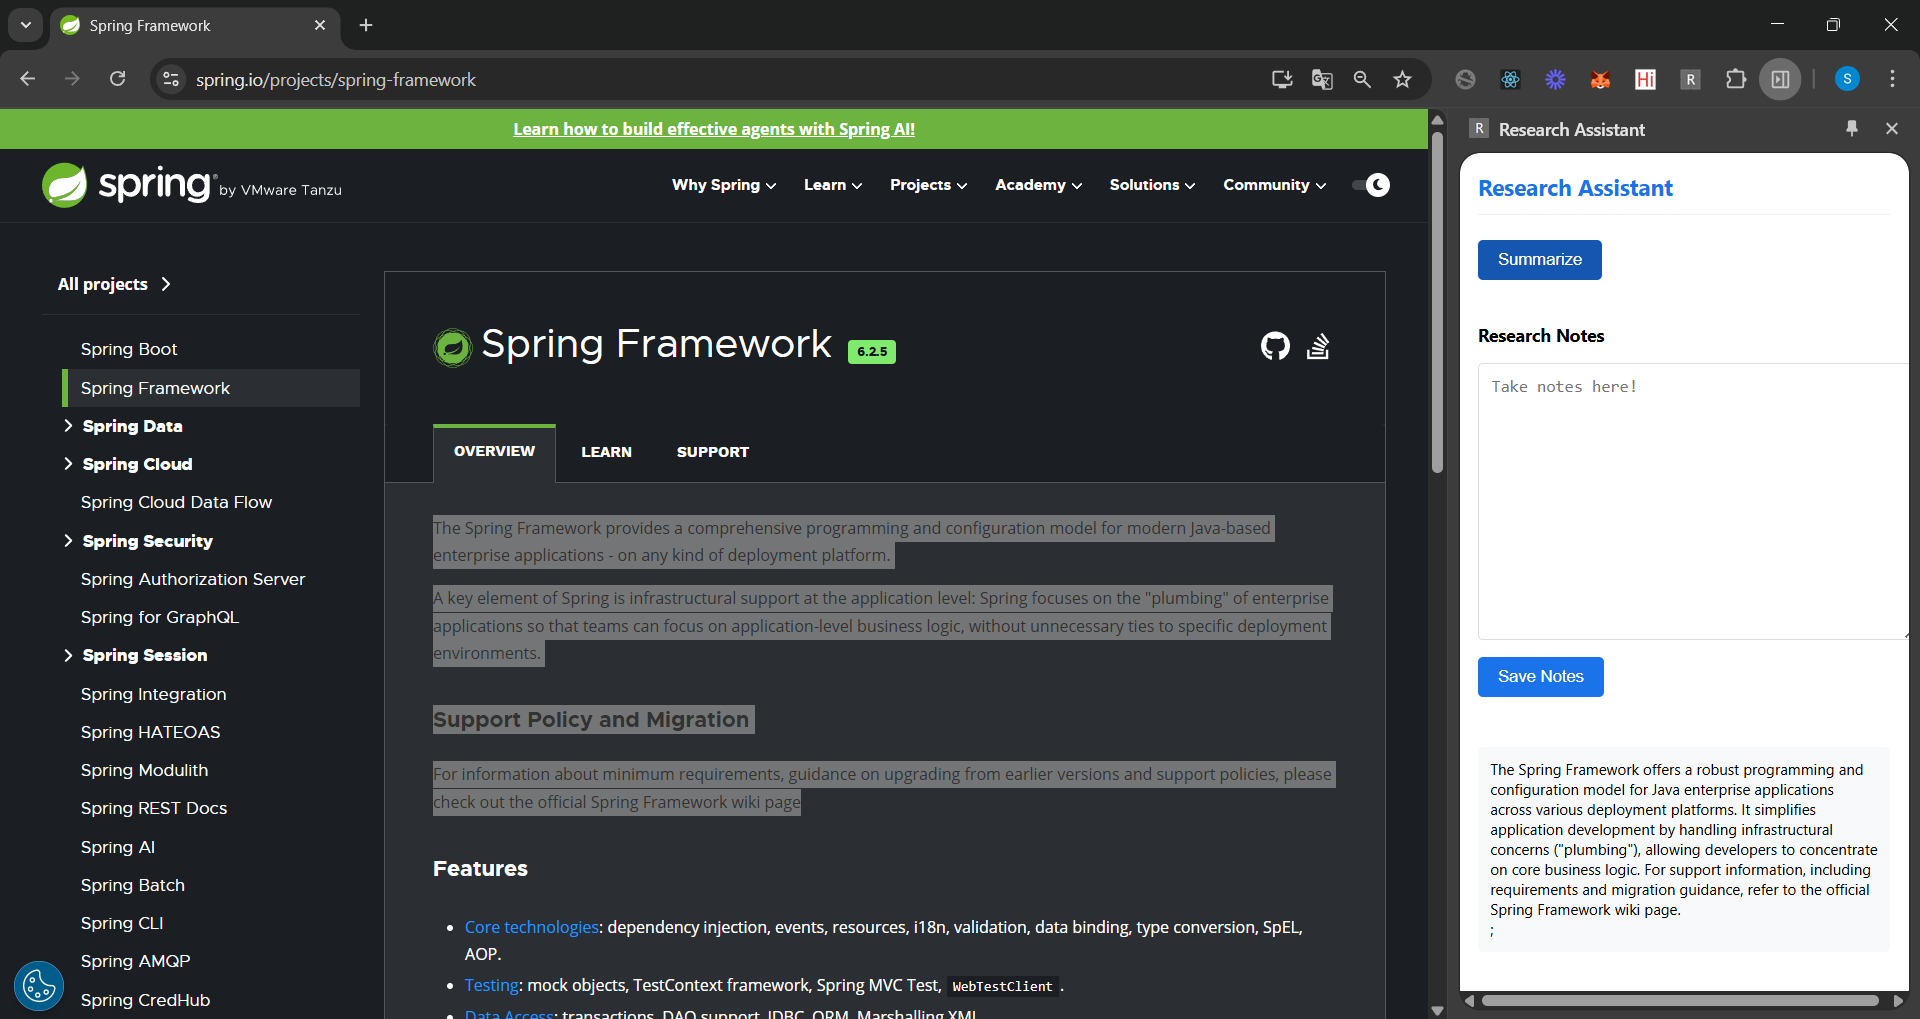 Spring Framework
spring.io/projects/spring-framework
Hi
R
S
Learn how to build effective agents with Spring AI!
spring by VMware Tanzu
Why Spring
Learn
Projects
Academy
Solutions
Community
All projects
Spring Boot
Spring Framework
Spring Data
Spring Cloud
Spring Cloud Data Flow
Spring Security
Spring Authorization Server
Spring for GraphQL
Spring Session
Spring Integration
Spring HATEOAS
Spring Modulith
Spring REST Docs
Spring AI
Spring Batch
Spring CLI
Spring AMQP
Spring CredHub
Spring Framework 6.2.5
OVERVIEW
LEARN
SUPPORT
The Spring Framework provides a comprehensive programming and configuration model for modern Java-based
enterprise applications - on any kind of deployment platform.
A key element of Spring is infrastructural support at the application level: Spring focuses on the "plumbing" of enterprise
applications so that teams can focus on application-level business logic, without unnecessary ties to specific deployment
environments.
Support Policy and Migration
For information about minimum requirements, guidance on upgrading from earlier versions and support policies, please
check out the official Spring Framework wiki page
Features
Core technologies: dependency injection, events, resources, i18n, validation, data binding, type conversion, SpEL,
AOP.
Testing: mock objects, TestContext framework, Spring MVC Test, WebTestClient.
Data Access: transactions, DAO support, JDBC, ORM, Marshalling XML
R Research Assistant
Research Assistant
Summarize
Research Notes
Take notes here!
Save Notes
The Spring Framework offers a robust programming and
configuration model for Java enterprise applications
across various deployment platforms. It simplifies
application development by handling infrastructural
concerns ("plumbing"), allowing developers to concentrate
on core business logic. For support information, including
requirements and migration guidance, refer to the official
Spring Framework wiki page.
;